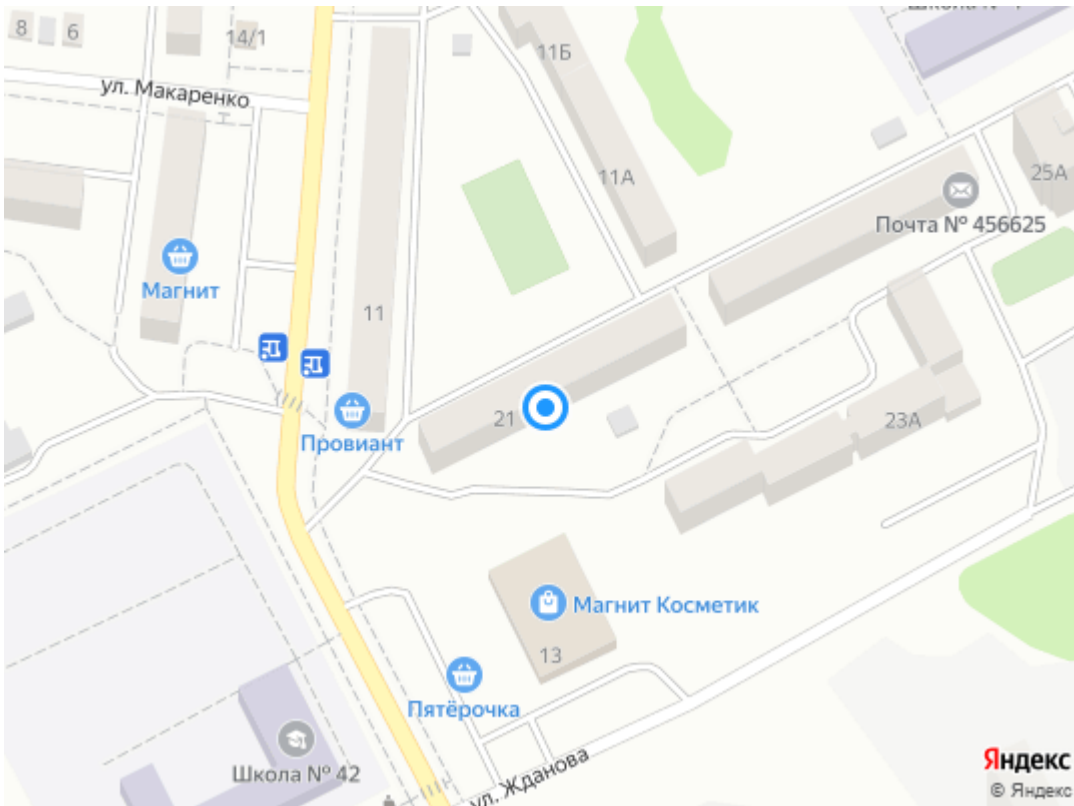 8
6
14/1
11Б
ул. Макаренко
11А
25А
Почта № 456625
Магнит
11
21
Провиант
23А
Магнит Косметик
13
Пятёрочка
Школа № 42
ул. Жданова
Яндекс
© Яндекс